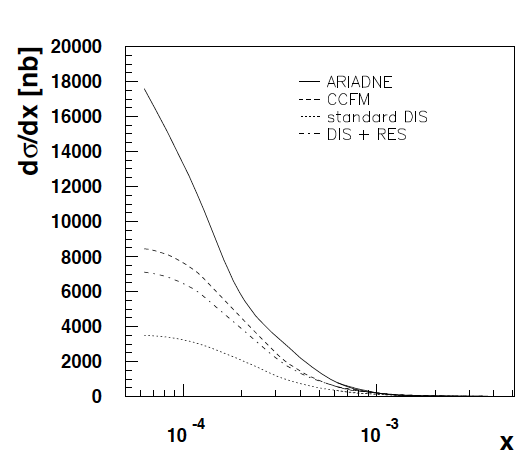 dσ/dx [nb]
20000
18000
16000
14000
12000
10000
8000
6000
4000
2000
0
ARIADNE
CCFM
standard DIS
DIS + RES
10⁻⁴
10⁻³
x